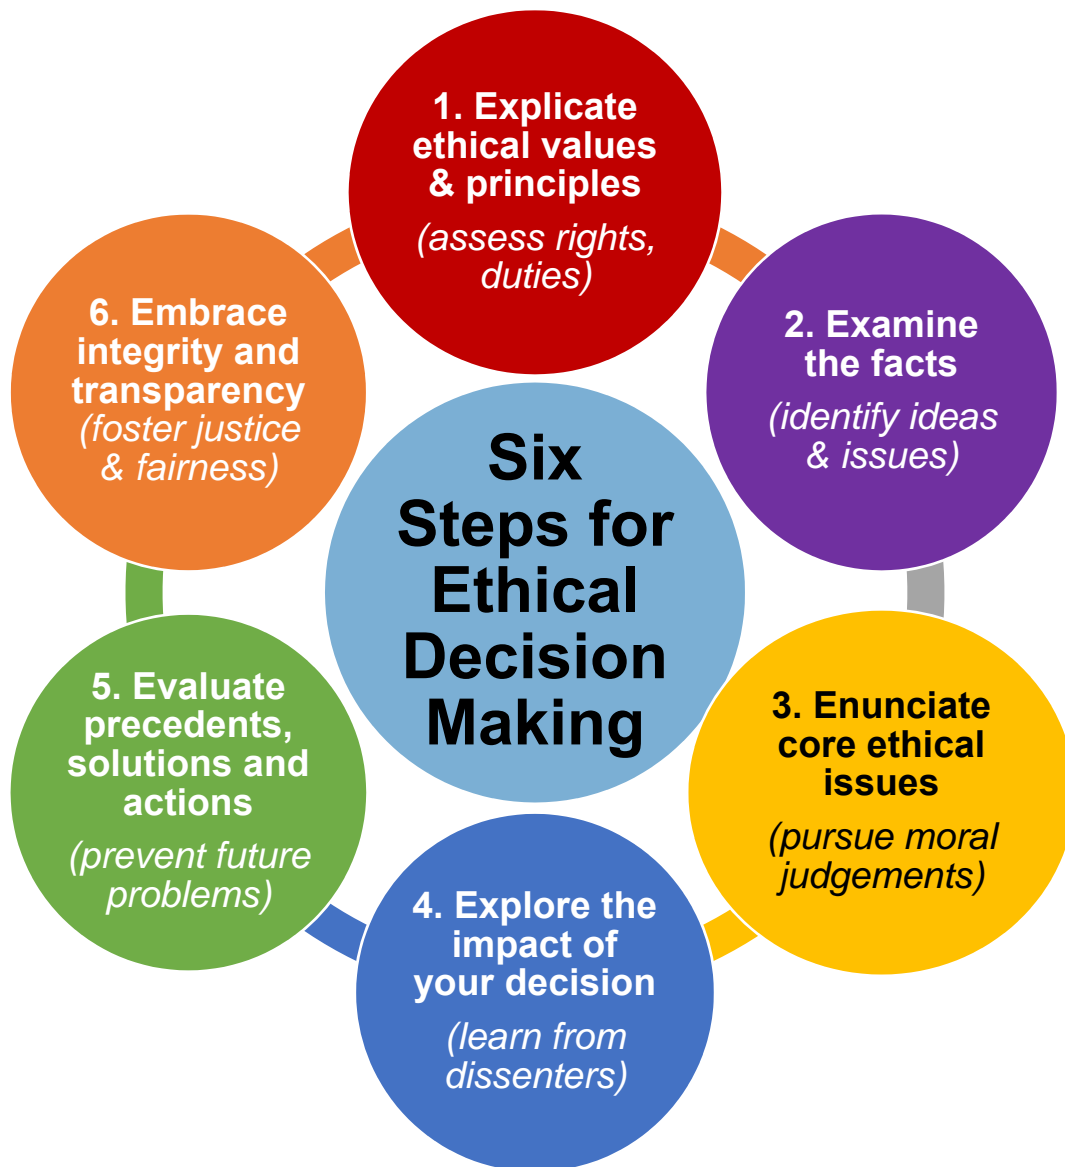 1. Explicate
ethical values
& principles
(assess rights,
duties)
2. Examine
the facts
(identify ideas
& issues)
3. Enunciate
core ethical
issues
(pursue moral
judgements)
4. Explore the
impact of
your decision
(learn from
dissenters)
5. Evaluate
precedents,
solutions and
actions
(prevent future
problems)
6. Embrace
integrity and
transparency
(foster justice
& fairness)
Six
Steps for
Ethical
Decision
Making